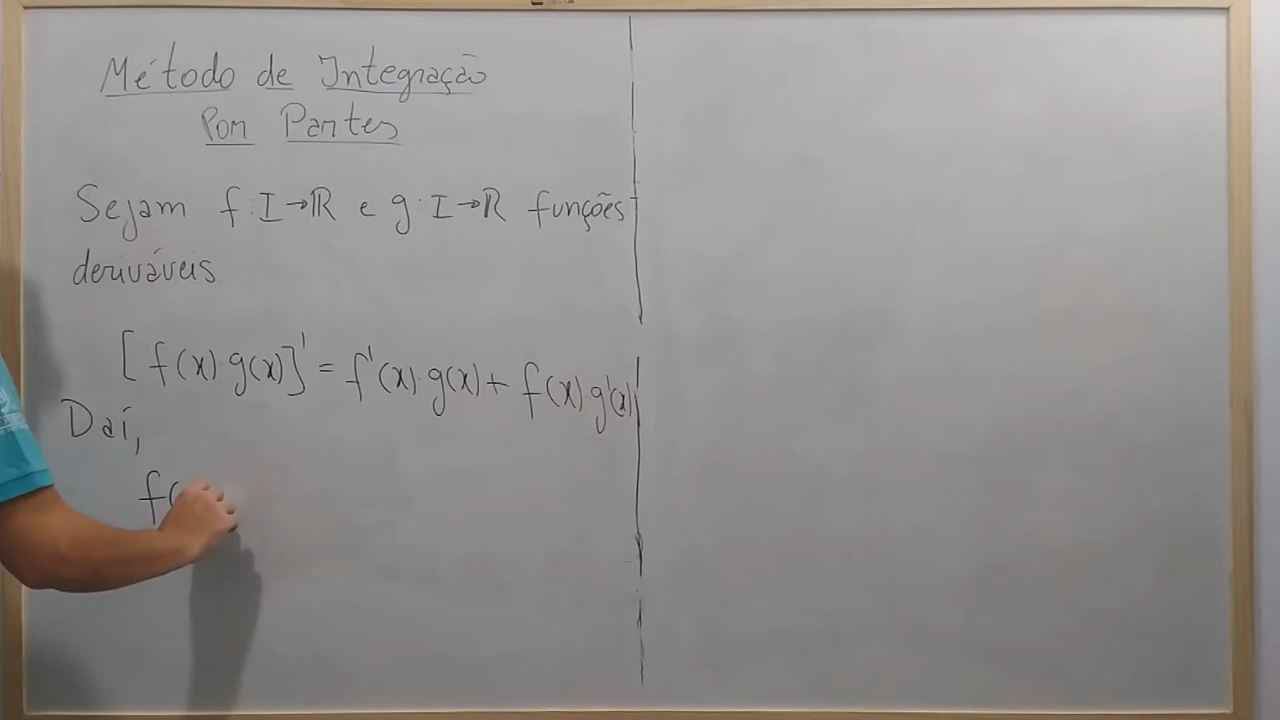 Método de Integração
Por Partes
Sejam f: I→ℝ e g: I→ℝ funções
deriváveis
[f(x) g(x)]' = f'(x)·g(x) + f(x) g'(x)
Daí,
f(